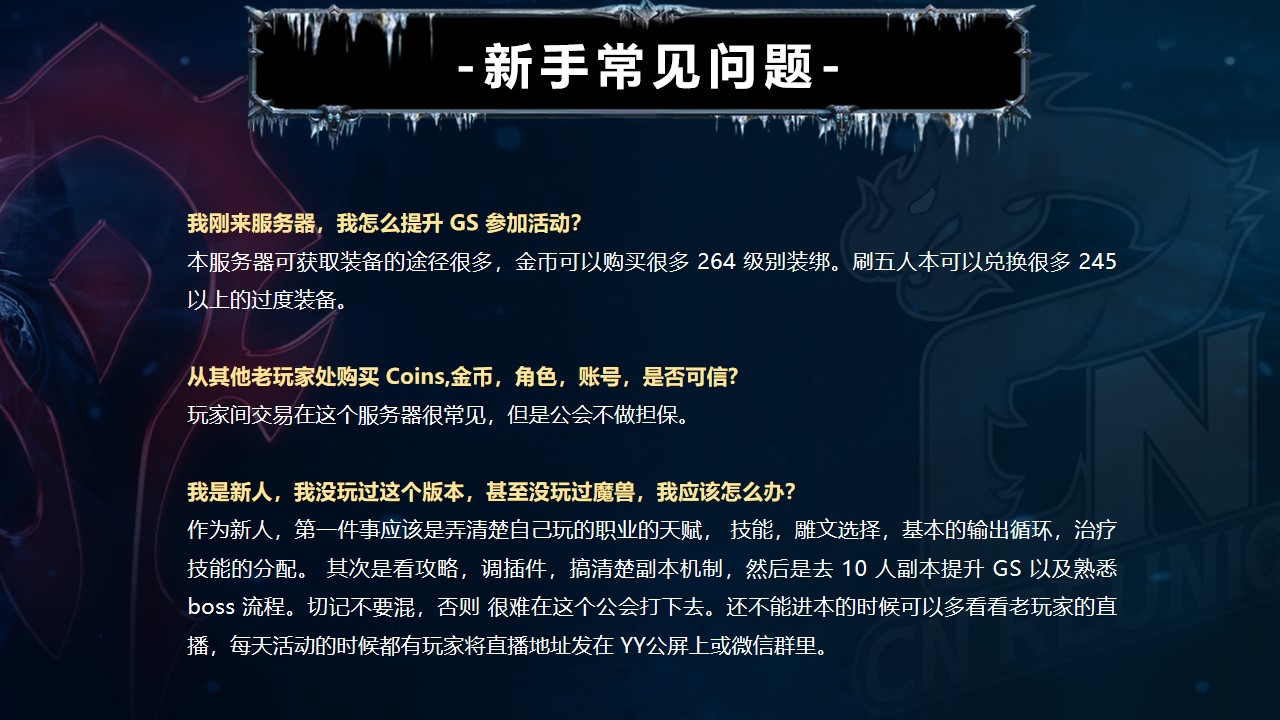 -新手常见问题-
我刚来服务器，我怎么提升 GS 参加活动？
本服务器可获取装备的途径很多，金币可以购买很多 264 级别装绑。刷五人本可以兑换很多 245
以上的过度装备。
从其他老玩家处购买 Coins,金币，角色，账号，是否可信？
玩家间交易在这个服务器很常见，但是公会不做担保。
我是新人，我没玩过这个版本，甚至没玩过魔兽，我应该怎么办？
作为新人，第一件事应该是弄清楚自己玩的职业的天赋， 技能，雕文选择，基本的输出循环，治疗
技能的分配。 其次是看攻略，调插件，搞清楚副本机制，然后是去 10 人副本提升 GS 以及熟悉
boss 流程。切记不要混，否则 很难在这个公会打下去。还不能进本的时候可以多看看老玩家的直
播，每天活动的时候都有玩家将直播地址发在 YY公屏上或微信群里。
CN
CN REUNIO